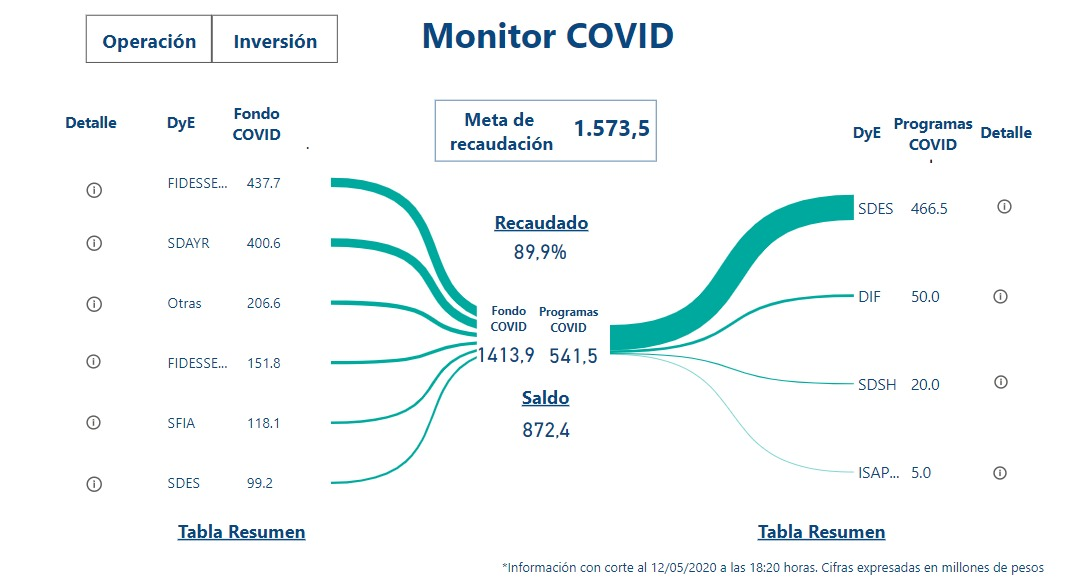 Operación Inversión
Monitor COVID
Detalle DyE Fondo COVID
Meta de recaudación 1.573,5
DyE Programas COVID Detalle
FIDESSE... 437.7
SDAYR 400.6
Otras 206.6
FIDESSE... 151.8
SFIA 118.1
SDES 99.2
Tabla Resumen
Recaudado
89,9%
Fondo COVID
1413,9
Programas COVID
541,5
Saldo
872,4
SDES 466.5
DIF 50.0
SDSH 20.0
ISAP... 5.0
Tabla Resumen
*Información con corte al 12/05/2020 a las 18:20 horas. Cifras expresadas en millones de pesos